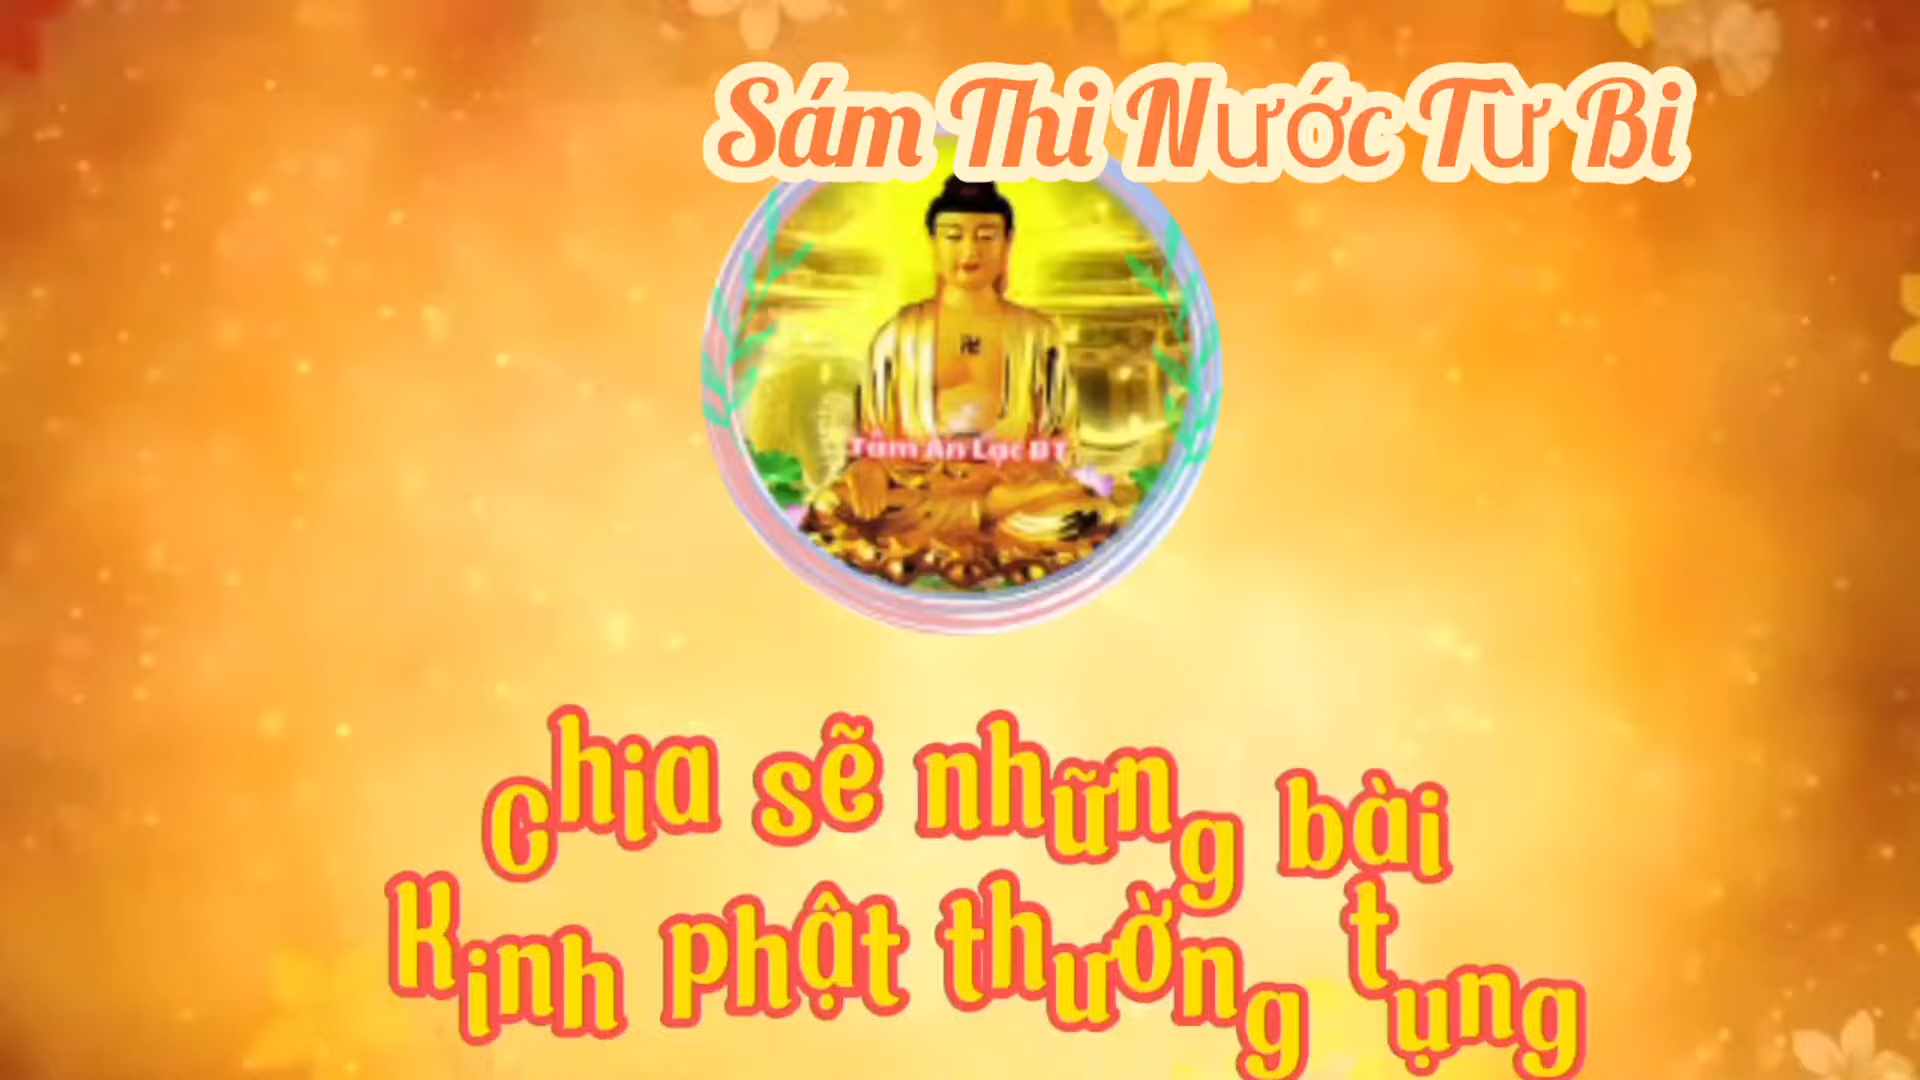 Sám Thi Nước Từ Bi
Tâm An Lạc BT
Chia sẽ những bài
Kinh phật thường tụng